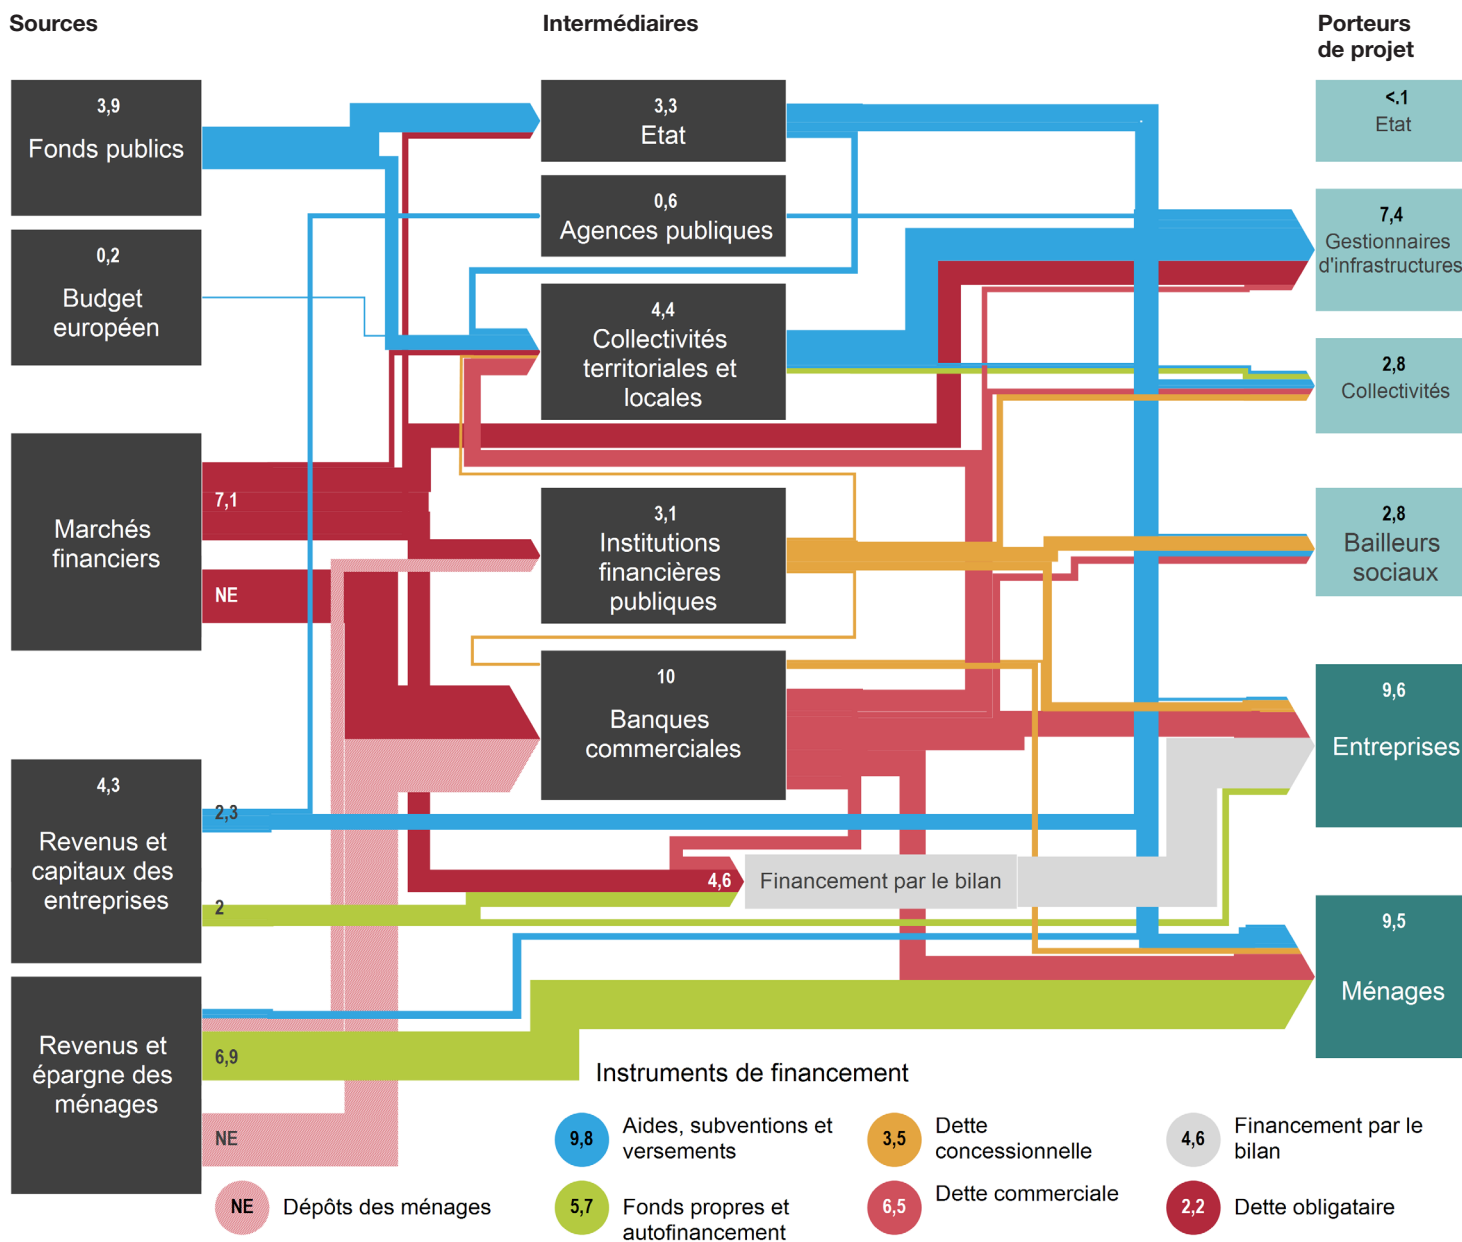 Sources
Intermédiaires
Porteurs
de projet
3,9
Fonds publics
0,2
Budget
européen
7,1
Marchés
financiers
NE
4,3
2,3
Revenus et
capitaux des
entreprises
2
Revenus et
épargne des
ménages
6,9
NE
3,3
Etat
0,6
Agences publiques
4,4
Collectivités
territoriales et
locales
3,1
Institutions
financières
publiques
10
Banques
commerciales
4,6
Financement par le bilan
<.1
Etat
7,4
Gestionnaires
d'infrastructures
2,8
Collectivités
2,8
Bailleurs
sociaux
9,6
Entreprises
9,5
Ménages
Instruments de financement
9,8
Aides, subventions et
versements
3,5
Dette
concessionnelle
4,6
Financement par le
bilan
NE
Dépôts des ménages
5,7
Fonds propres et
autofinancement
6,5
Dette commerciale
2,2
Dette obligataire